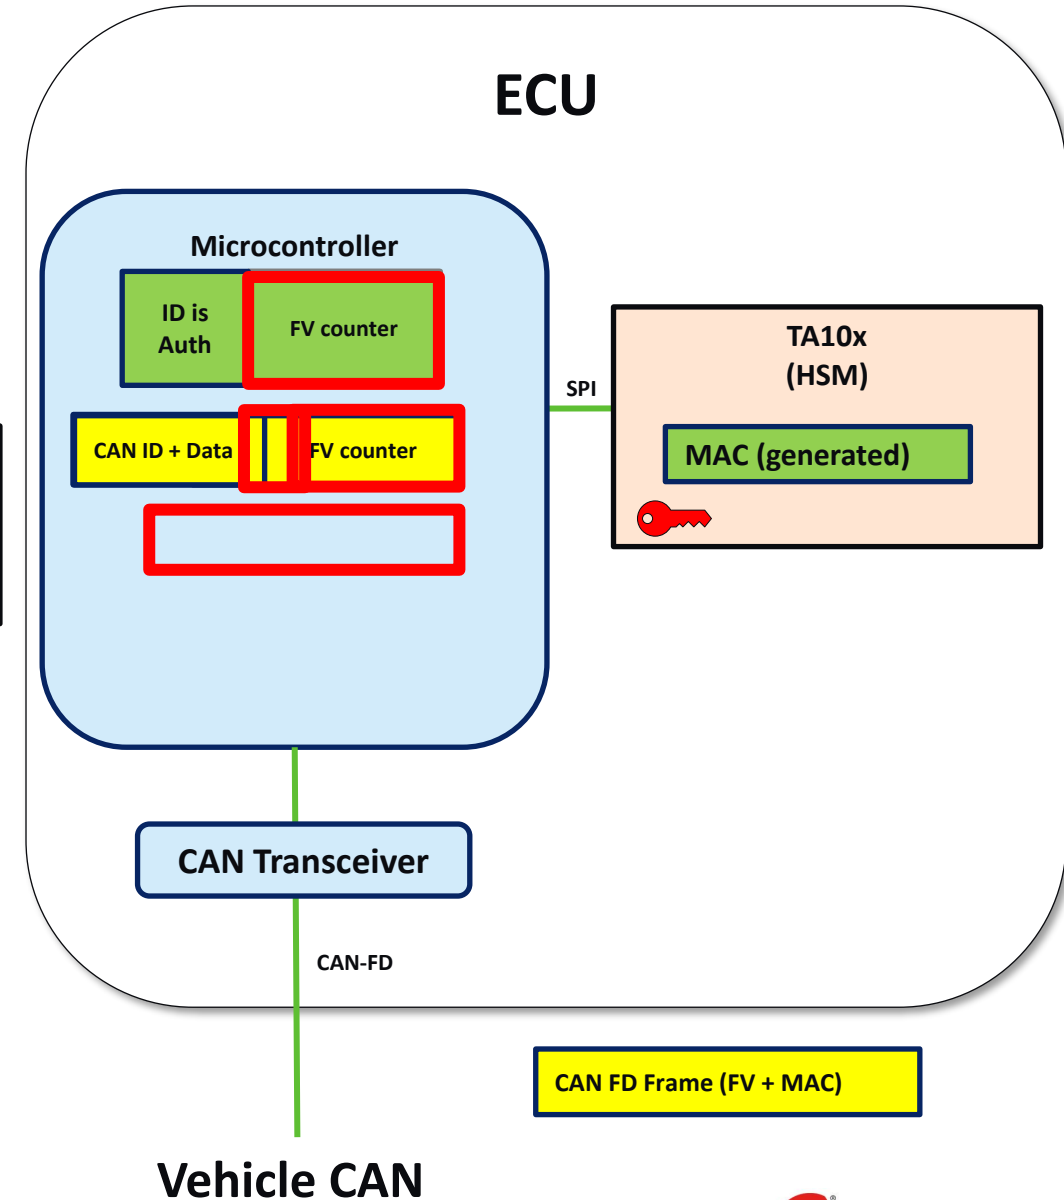 ECU
Microcontroller
ID is
Auth
FV counter
CAN ID + Data
FV counter
SPI
TA10x
(HSM)
MAC (generated)
CAN Transceiver
CAN-FD
CAN FD Frame (FV + MAC)
Vehicle CAN
®